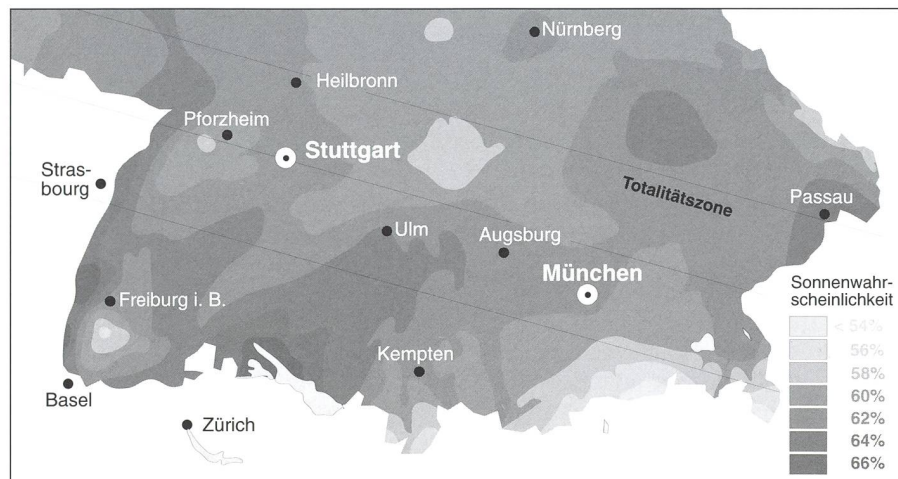 Nürnberg
Heilbronn
Pforzheim
Stuttgart
Stras-
bourg
Totalitätszone
Passau
Ulm
Augsburg
München
Freiburg i. B.
Kempten
Basel
Zürich
Sonnenwahr-
scheinlichkeit
< 54%
56%
58%
60%
62%
64%
66%